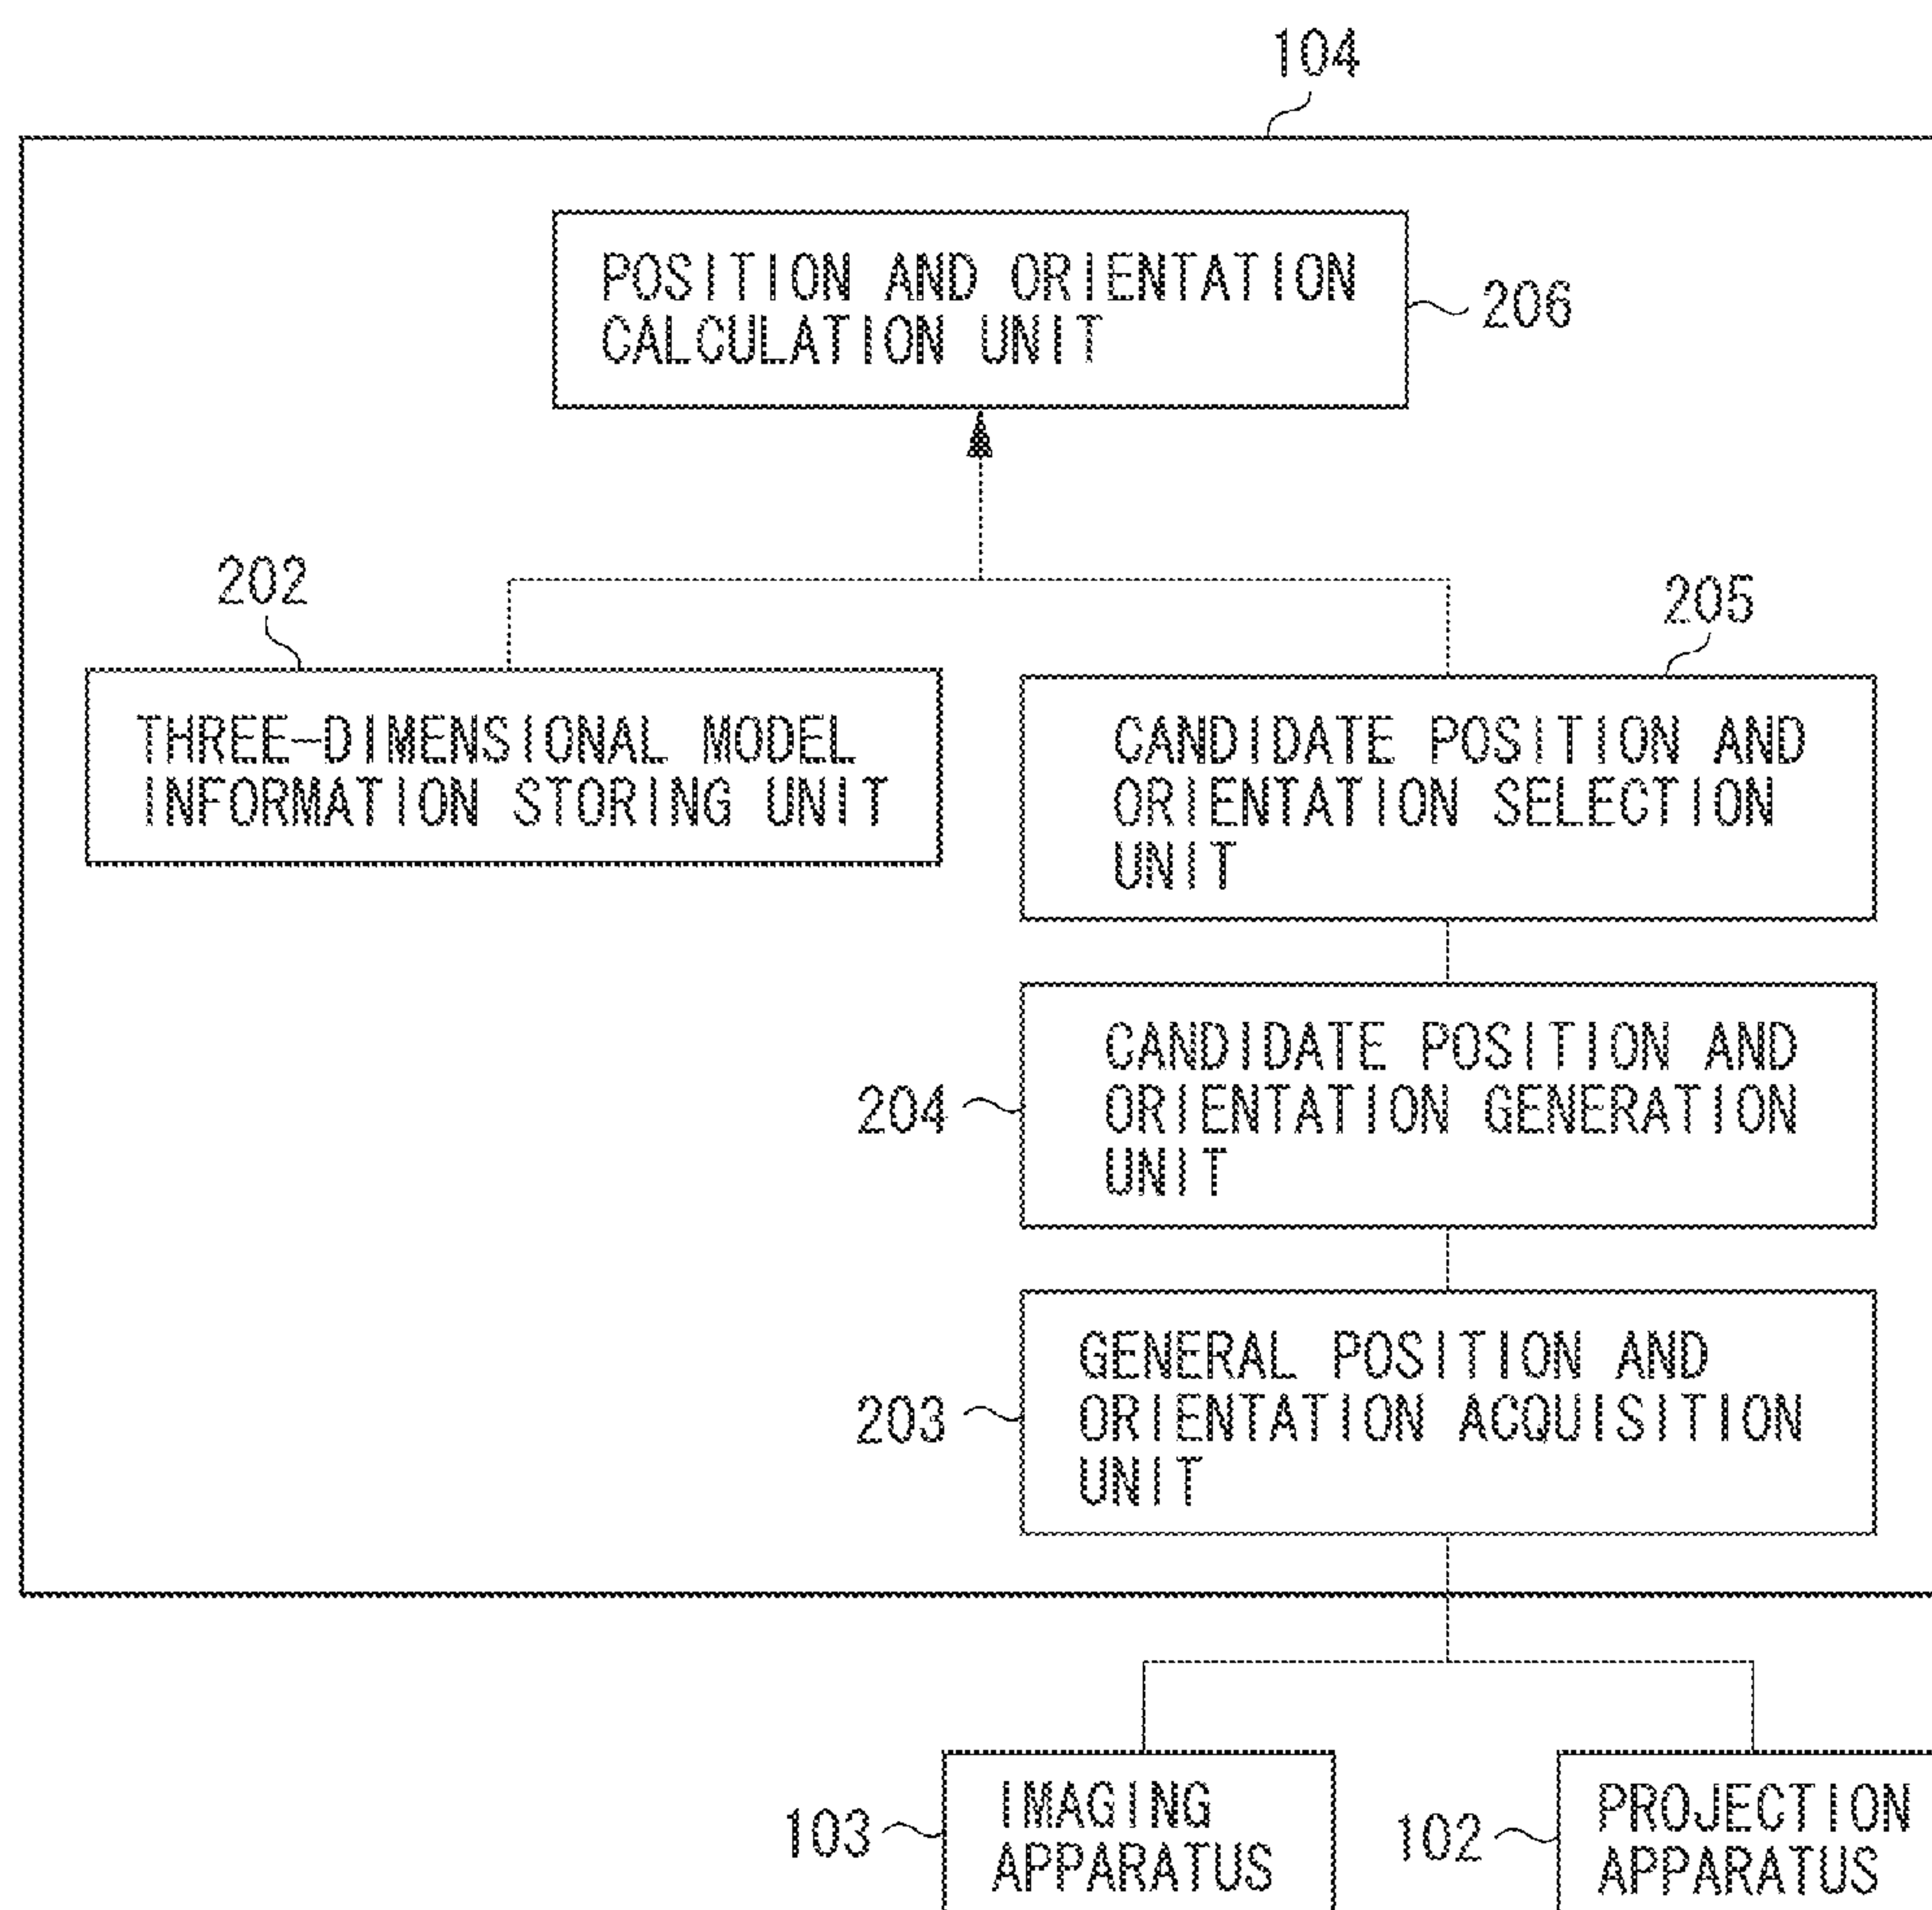 104
POSITION AND ORIENTATION
CALCULATION UNIT
206
202
205
THREE-DIMENSIONAL MODEL
INFORMATION STORING UNIT
CANDIDATE POSITION AND
ORIENTATION SELECTION
UNIT
204
CANDIDATE POSITION AND
ORIENTATION GENERATION
UNIT
203
GENERAL POSITION AND
ORIENTATION ACQUISITION
UNIT
103
IMAGING
APPARATUS
102
PROJECTION
APPARATUS